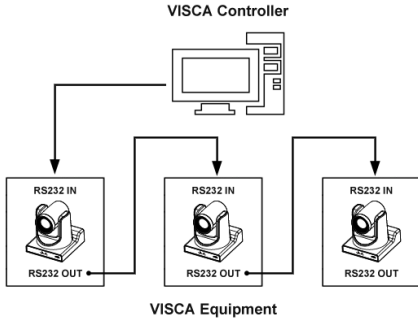 VISCA Controller
RS232 IN
RS232 IN
RS232 IN
RS232 OUT
RS232 OUT
RS232 OUT
VISCA Equipment